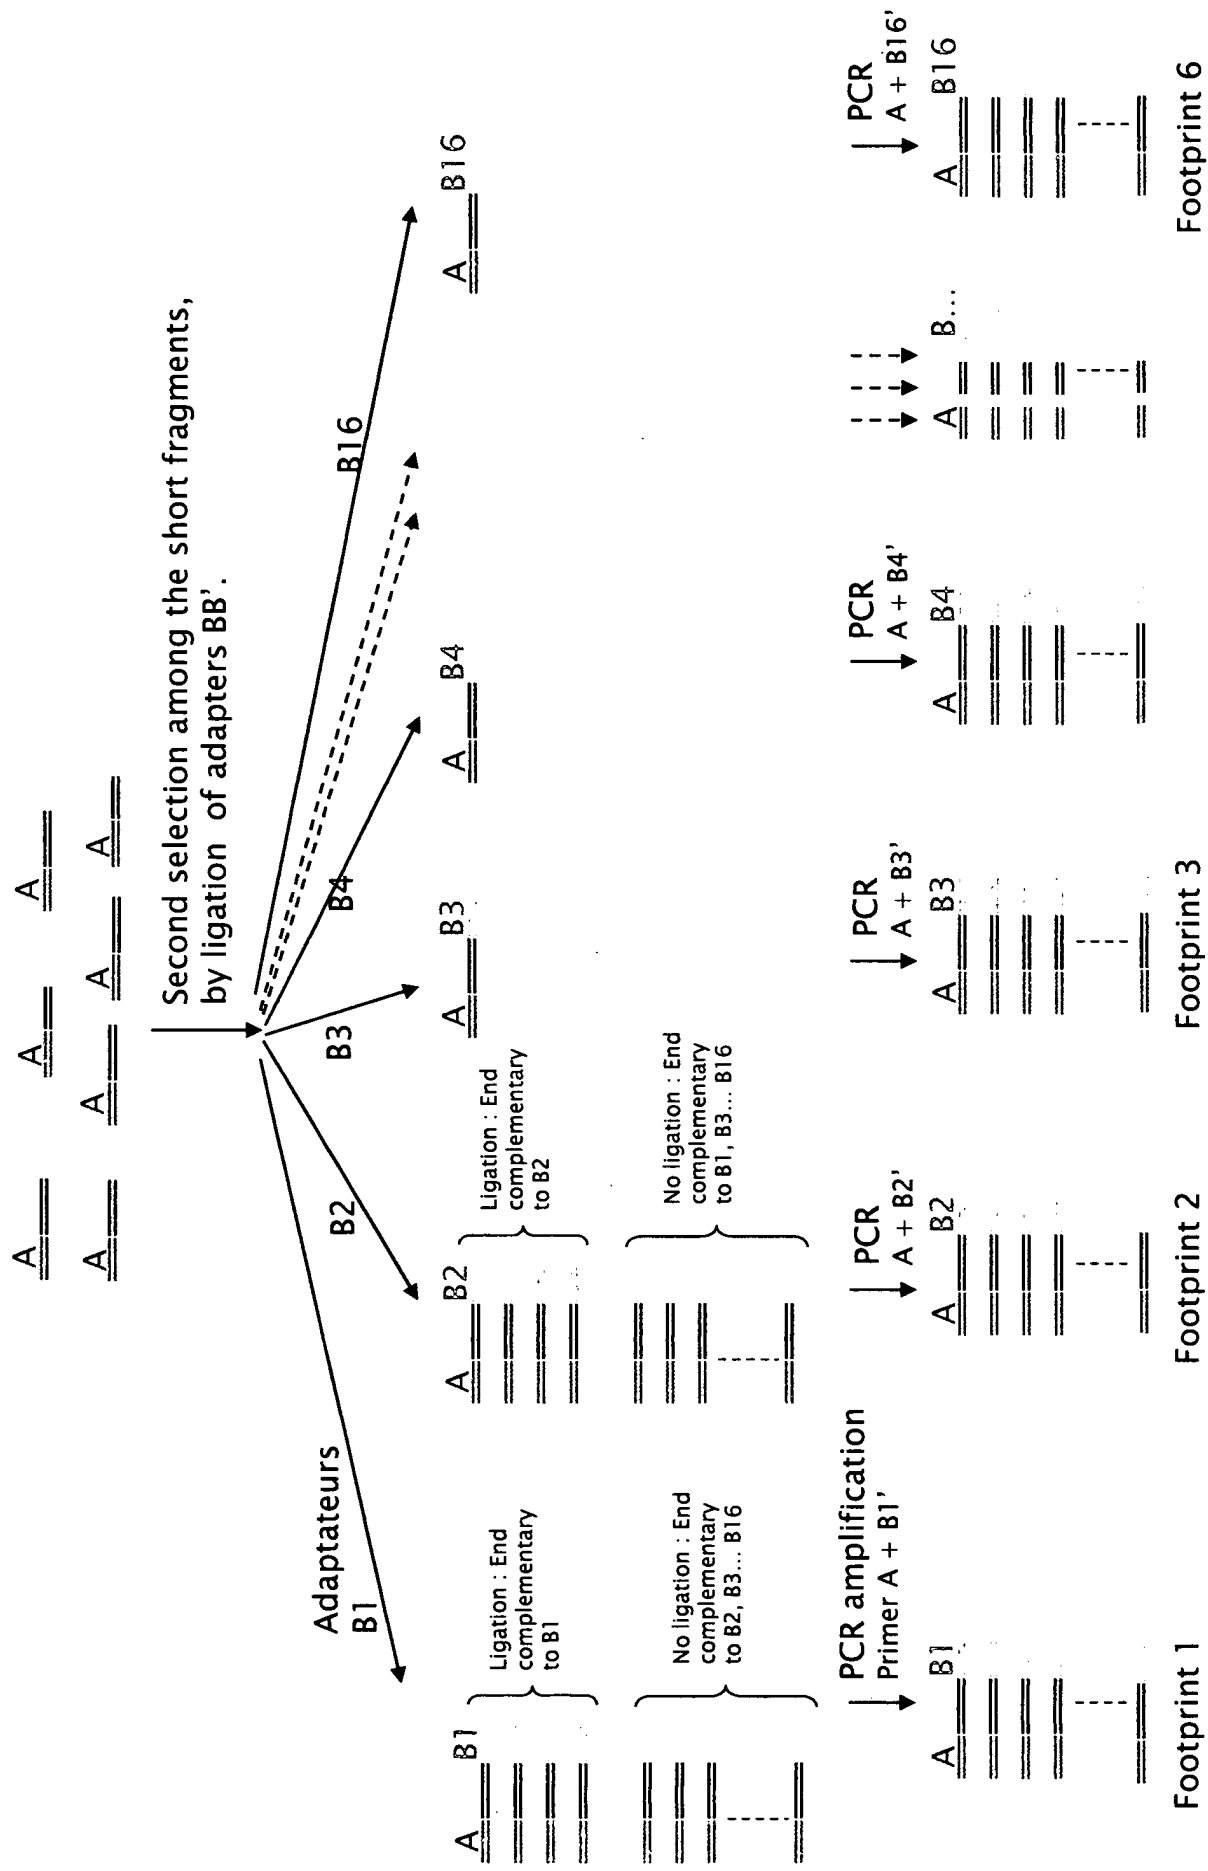 A
A
A
A
A
A
A
A
Second selection among the short fragments,
by ligation of adapters BB'.
Adaptateurs
B1
B2
B3
B4
B16
A B1
Ligation : End
complementary
to B1
No ligation : End
complementary
to B2, B3... B16
A B2
Ligation : End
complementary
to B2
No ligation : End
complementary
to B1, B3... B16
A B3
A B4
A B16
PCR amplification
Primer A + B1'
A B1
Footprint 1
PCR
A + B2'
A B2
Footprint 2
PCR
A + B3'
A B3
Footprint 3
PCR
A + B4'
A B4
A B...
PCR
A + B16'
A B16
Footprint 6